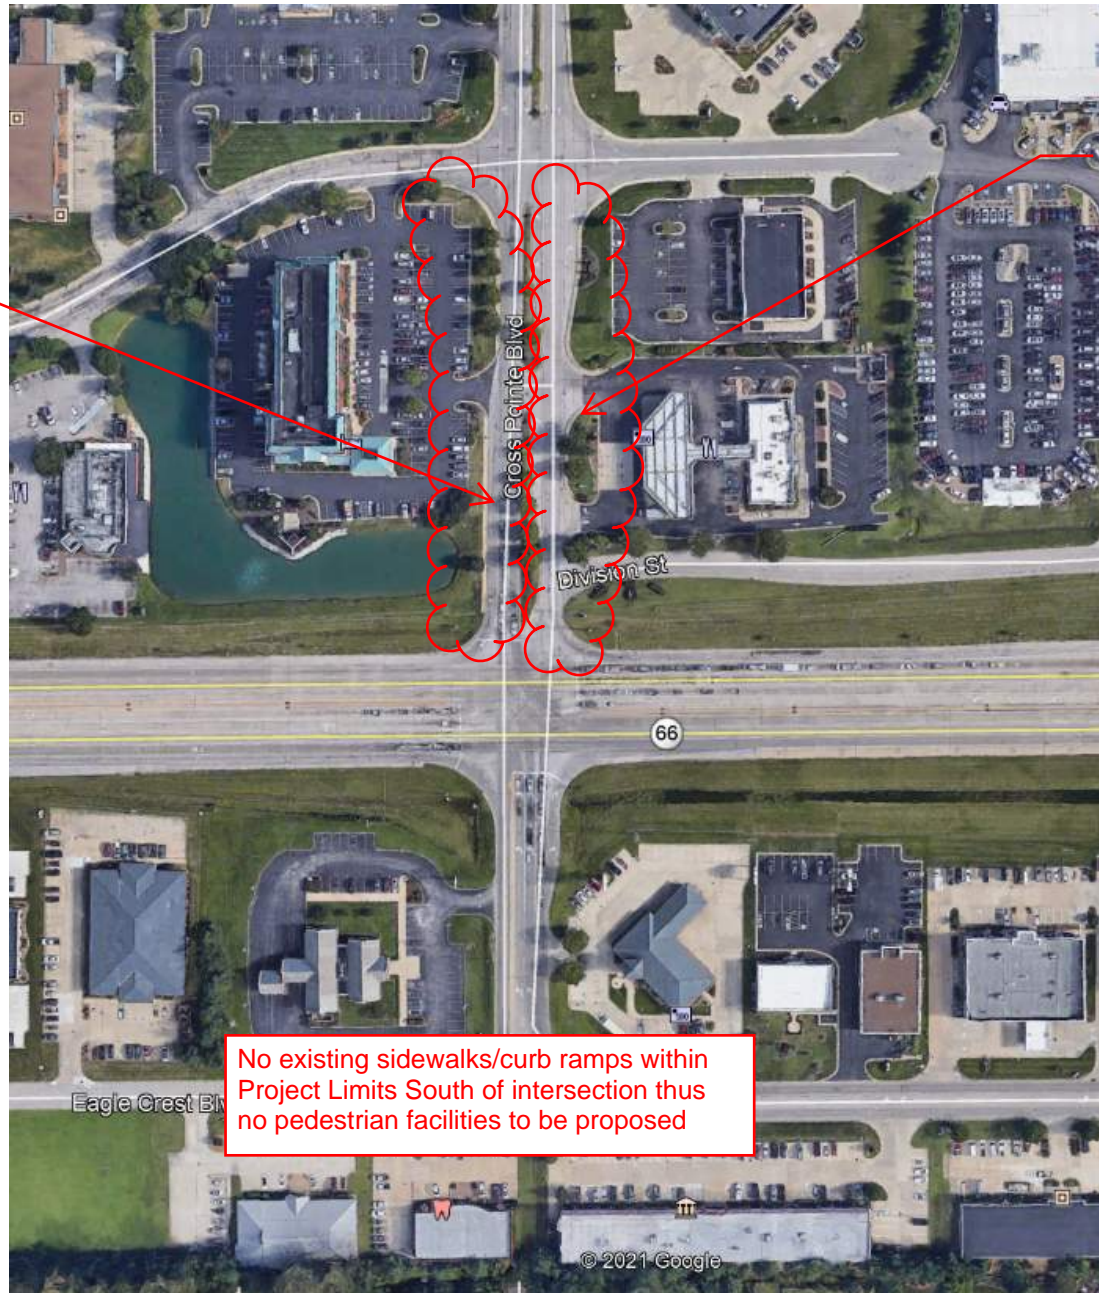 Cross Pointe Blvd
Division St
66
No existing sidewalks/curb ramps within
Project Limits South of intersection thus
no pedestrian facilities to be proposed
Eagle Crest
© 2021 Google